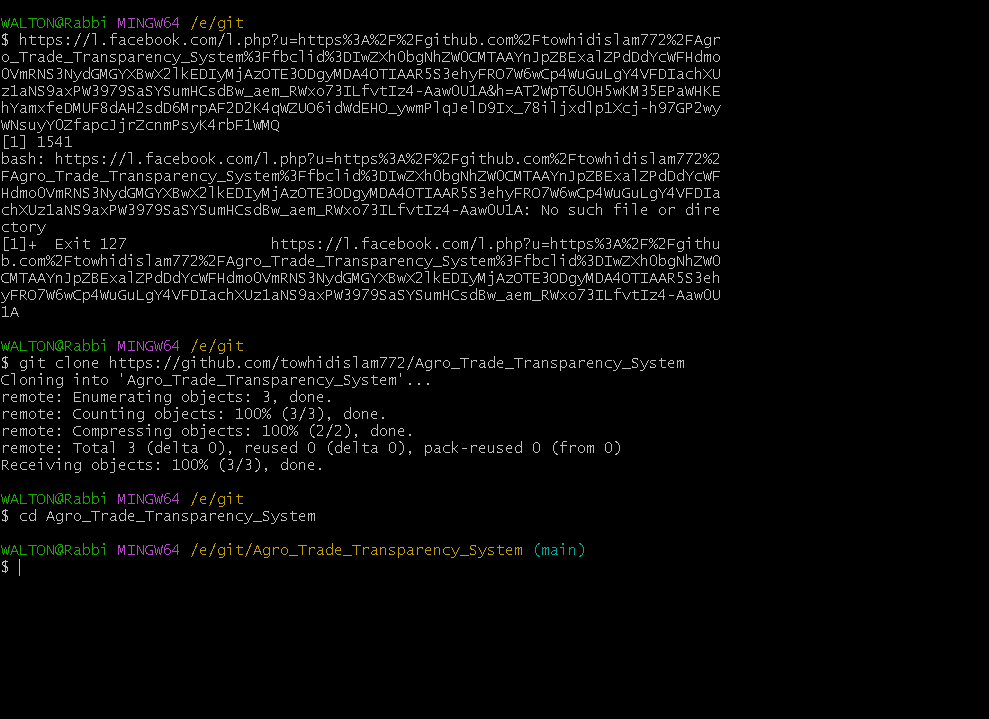 WALTON@Rabbi MINGW64 /e/git
$ https://l.facebook.com/l.php?u=https%3A%2F%2Fgithub.com%2Ftowhidislam772%2FAgr
o_Trade_Transparency_System%3Ffbclid%3DIwZXh0bgNhZW0CMTAAYnJpZBExalZPdDdYcWFHdmo
0VmRNS3NydGMGYXBwX2lkEDIyMjAzOTE3ODgyMDA4OTIAAR5S3ehyFRO7W6wCp4WuGuLgY4VFDIachXU
z1aNS9axPW3979SaSYSumHCsdBw_aem_RWxo73ILfvtIz4-Aaw0U1A&h=AT2WpT6U0H5wKM35EPaWHKE
hYamxfeDMUF8dAH2sdD6MrpAF2D2K4qWZUO6idWdEHO_ywmPlqJelD9Ix_78iljxdlp1Xcj-h97GP2wy
WNsuyY0ZfapcJjrZcnmPsyK4rbF1WMQ
[1] 1541
bash: https://l.facebook.com/l.php?u=https%3A%2F%2Fgithub.com%2Ftowhidislam772%2
FAgro_Trade_Transparency_System%3Ffbclid%3DIwZXh0bgNhZW0CMTAAYnJpZBExalZPdDdYcWF
Hdmo0VmRNS3NydGMGYXBwX2lkEDIyMjAzOTE3ODgyMDA4OTIAAR5S3ehyFRO7W6wCp4WuGuLgY4VFDIa
chXUz1aNS9axPW3979SaSYSumHCsdBw_aem_RWxo73ILfvtIz4-Aaw0U1A: No such file or dire
ctory
[1]+  Exit 127                https://l.facebook.com/l.php?u=https%3A%2F%2Fgithu
b.com%2Ftowhidislam772%2FAgro_Trade_Transparency_System%3Ffbclid%3DIwZXh0bgNhZW0
CMTAAYnJpZBExalZPdDdYcWFHdmo0VmRNS3NydGMGYXBwX2lkEDIyMjAzOTE3ODgyMDA4OTIAAR5S3eh
yFRO7W6wCp4WuGuLgY4VFDIachXUz1aNS9axPW3979SaSYSumHCsdBw_aem_RWxo73ILfvtIz4-Aaw0U
1A
WALTON@Rabbi MINGW64 /e/git
$ git clone https://github.com/towhidislam772/Agro_Trade_Transparency_System
Cloning into 'Agro_Trade_Transparency_System'...
remote: Enumerating objects: 3, done.
remote: Counting objects: 100% (3/3), done.
remote: Compressing objects: 100% (2/2), done.
remote: Total 3 (delta 0), reused 0 (delta 0), pack-reused 0 (from 0)
Receiving objects: 100% (3/3), done.
WALTON@Rabbi MINGW64 /e/git
$ cd Agro_Trade_Transparency_System
WALTON@Rabbi MINGW64 /e/git/Agro_Trade_Transparency_System (main)
$